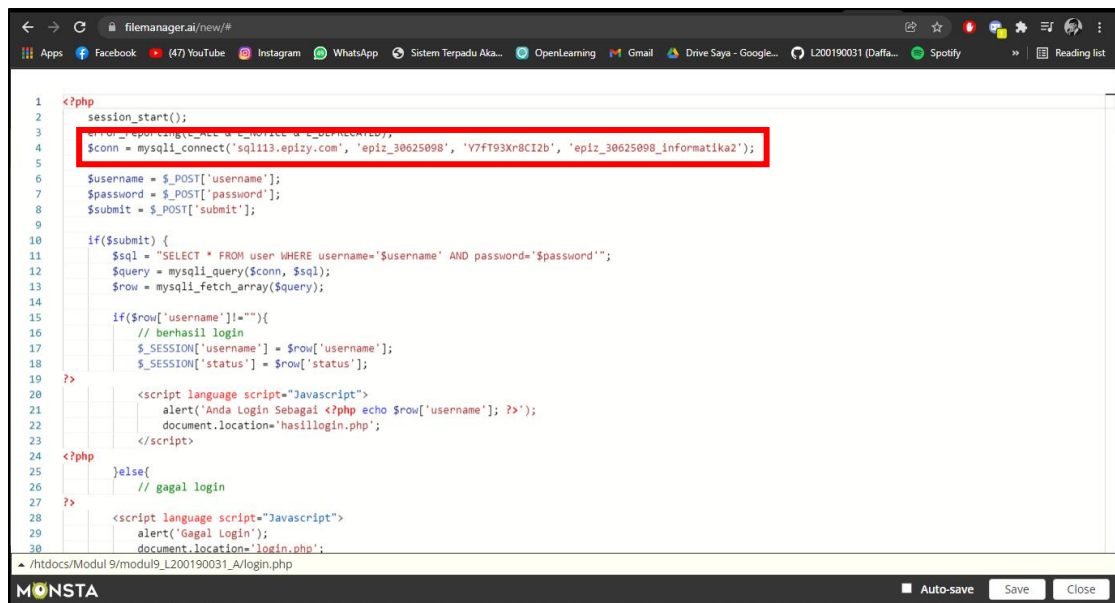 filemanager.ai/new/#
Apps Facebook (47) YouTube Instagram WhatsApp Sistem Terpadu Aka... OpenLearning Gmail Drive Saya - Google... L200190031 (Daffa... Spotify » Reading list
1 <?php
2 session_start();
3 error_reporting(E_ALL & E_NOTICE & E_DEPRECATED);
4 $conn = mysqli_connect('sql113.epizy.com', 'epiz_30625098', 'Y7fT93Xr8CI2b', 'epiz_30625098_informatika2');
5
6 $username = $_POST['username'];
7 $password = $_POST['password'];
8 $submit = $_POST['submit'];
9
10 if($submit) {
11 $sql = "SELECT * FROM user WHERE username='$username' AND password='$password'";
12 $query = mysqli_query($conn, $sql);
13 $row = mysqli_fetch_array($query);
14
15 if($row['username']!=""){
16 // berhasil login
17 $_SESSION['username'] = $row['username'];
18 $_SESSION['status'] = $row['status'];
19 ?>
20 <script language script="Javascript">
21 alert('Anda Login Sebagai <?php echo $row['username']; ?>');
22 document.location='hasillogin.php';
23 </script>
24 <?php
25 }else{
26 // gagal login
27 ?>
28 <script language script="Javascript">
29 alert('Gagal Login');
30 document.location='login.php';
/htdocs/Modul 9/modul9_L200190031_A/login.php
MONSTA Auto-save Save Close